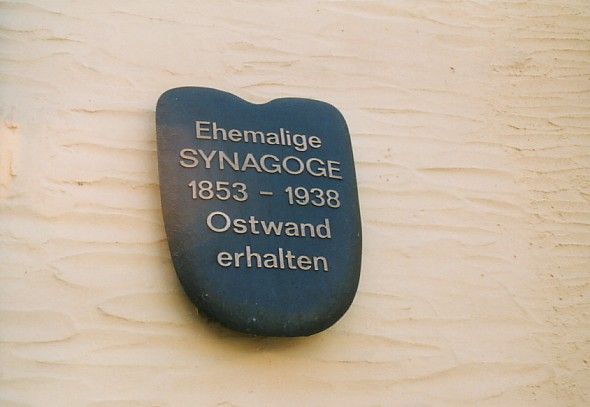 Ehemalige
SYNAGOGE
1853 – 1938
Ostwand
erhalten